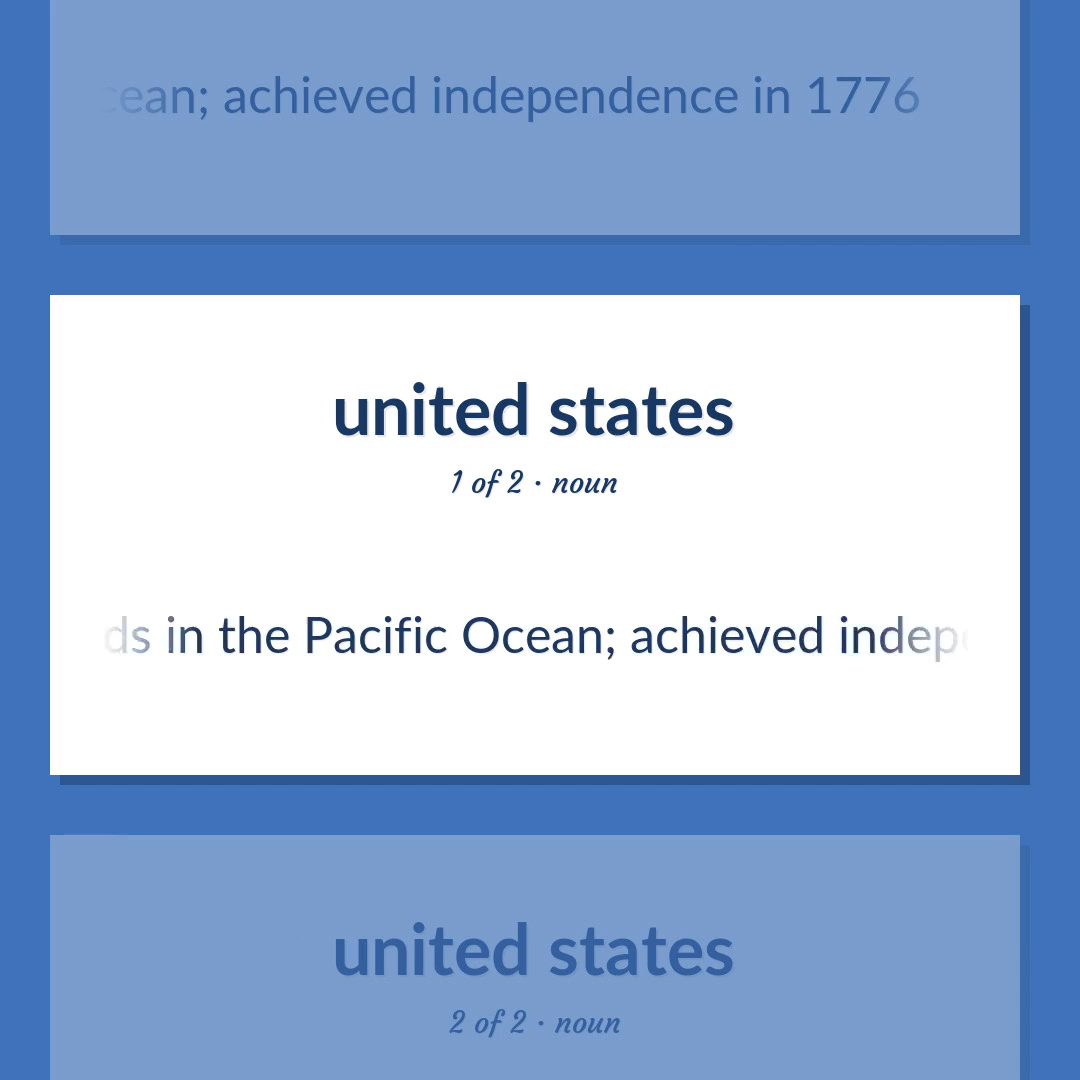 ean; achieved independence in 1776
united states
1 of 2 · noun
ds in the Pacific Ocean; achieved indep
united states
2 of 2 · noun